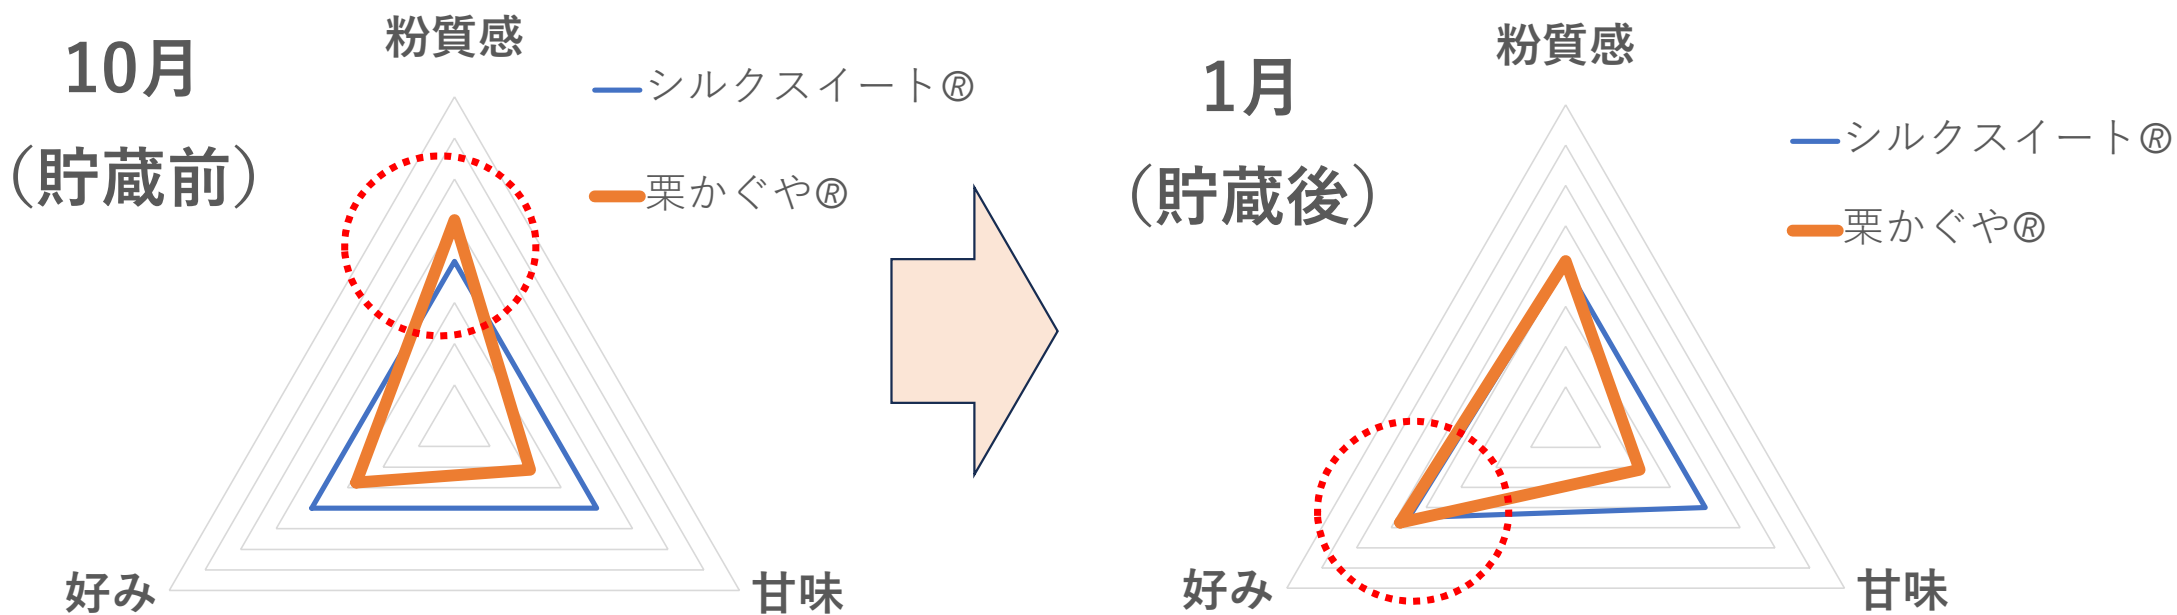 10月
（貯蔵前）
粉質感
シルクスイート®
栗かぐや®
好み
甘味
1月
（貯蔵後）
粉質感
シルクスイート®
栗かぐや®
好み
甘味